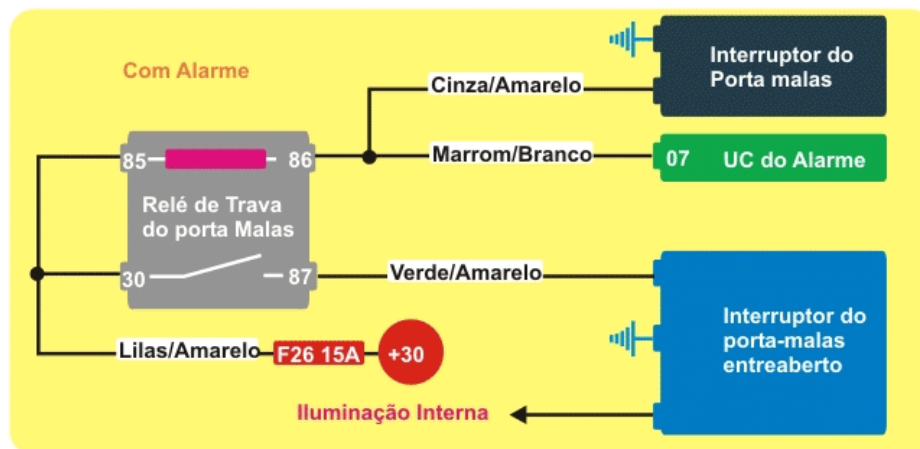 Com Alarme
Interruptor do
Porta malas
Cinza/Amarelo
85
86
Marrom/Branco
07
UC do Alarme
Relé de Trava
do porta Malas
30
87
Verde/Amarelo
Interruptor do
porta-malas
entreaberto
Lilas/Amarelo
F26 15A
+30
Iluminação Interna